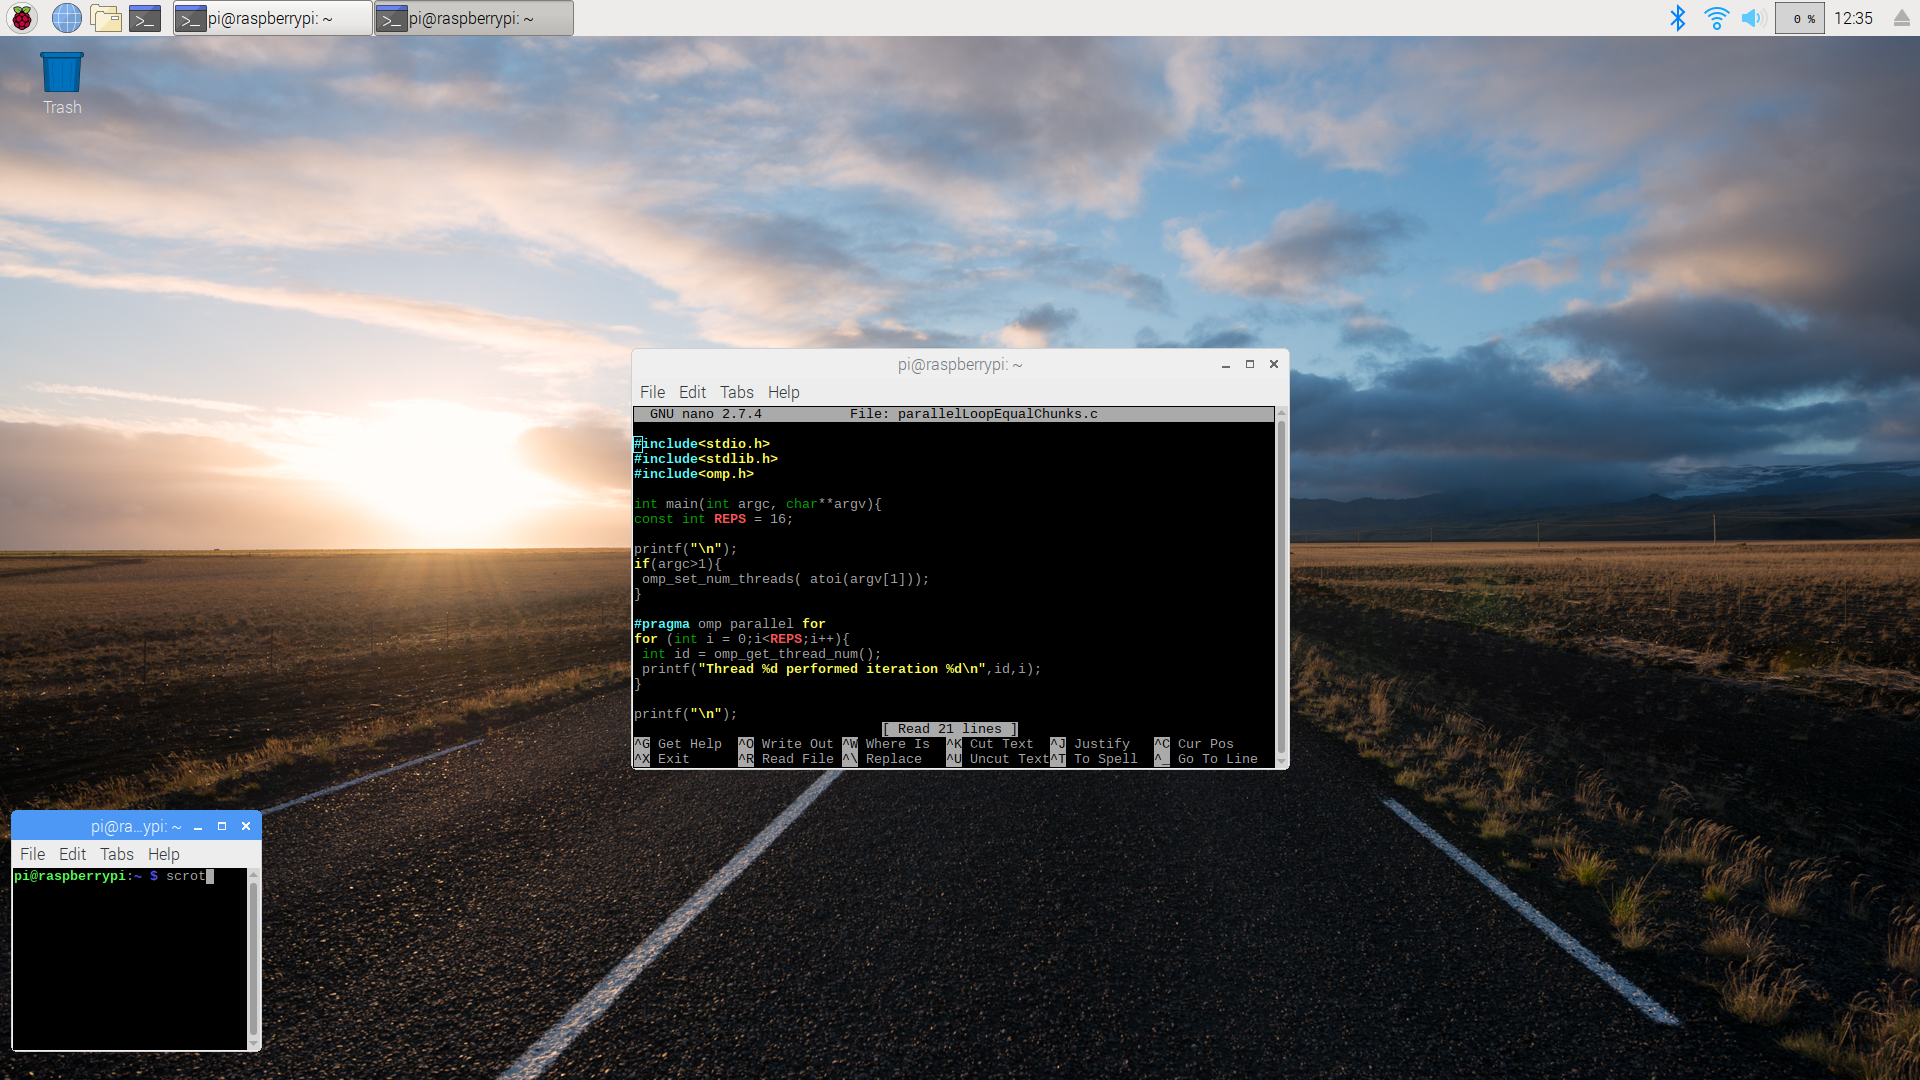 pi@raspberrypi: ~
pi@raspberrypi: ~
0 %
12:35
Trash
pi@raspberrypi: ~
File Edit Tabs Help
GNU nano 2.7.4 File: parallelLoopEqualChunks.c
#include<stdio.h>
#include<stdlib.h>
#include<omp.h>
int main(int argc, char**argv){
const int REPS = 16;
printf("\n");
if(argc>1){
omp_set_num_threads( atoi(argv[1]));
}
#pragma omp parallel for
for (int i = 0;i<REPS;i++){
int id = omp_get_thread_num();
printf("Thread %d performed iteration %d\n",id,i);
}
printf("\n");
[ Read 21 lines ]
^G Get Help ^O Write Out ^W Where Is ^K Cut Text ^J Justify ^C Cur Pos
^X Exit ^R Read File ^\ Replace ^U Uncut Text ^T To Spell ^_ Go To Line
pi@ra...ypi: ~
File Edit Tabs Help
pi@raspberrypi:~ $ scrot